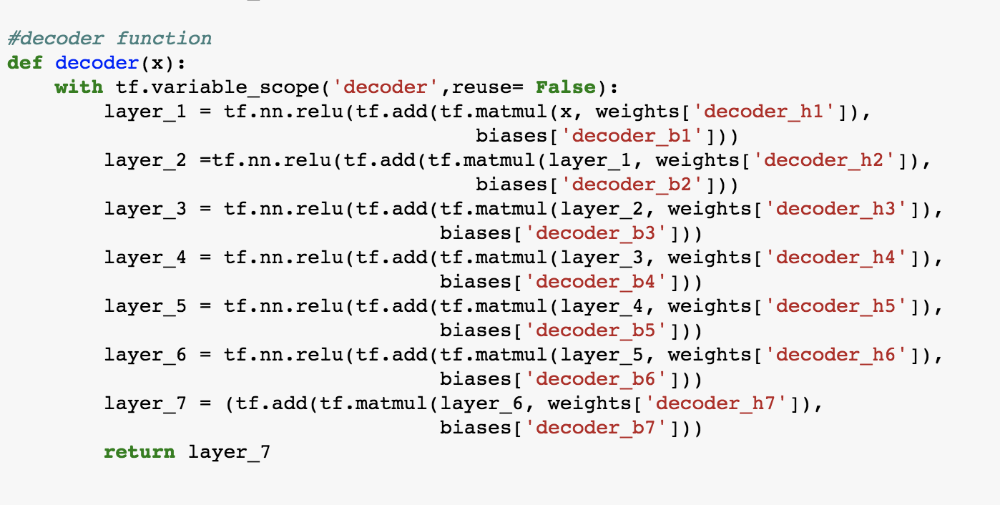 #decoder function
def decoder(x):
    with tf.variable_scope('decoder',reuse= False):
        layer_1 = tf.nn.relu(tf.add(tf.matmul(x, weights['decoder_h1']),
                                       biases['decoder_b1']))
        layer_2 =tf.nn.relu(tf.add(tf.matmul(layer_1, weights['decoder_h2']),
                                       biases['decoder_b2']))
        layer_3 = tf.nn.relu(tf.add(tf.matmul(layer_2, weights['decoder_h3']),
                                    biases['decoder_b3']))
        layer_4 = tf.nn.relu(tf.add(tf.matmul(layer_3, weights['decoder_h4']),
                                    biases['decoder_b4']))
        layer_5 = tf.nn.relu(tf.add(tf.matmul(layer_4, weights['decoder_h5']),
                                    biases['decoder_b5']))
        layer_6 = tf.nn.relu(tf.add(tf.matmul(layer_5, weights['decoder_h6']),
                                    biases['decoder_b6']))
        layer_7 = (tf.add(tf.matmul(layer_6, weights['decoder_h7']),
                                    biases['decoder_b7']))
        return layer_7